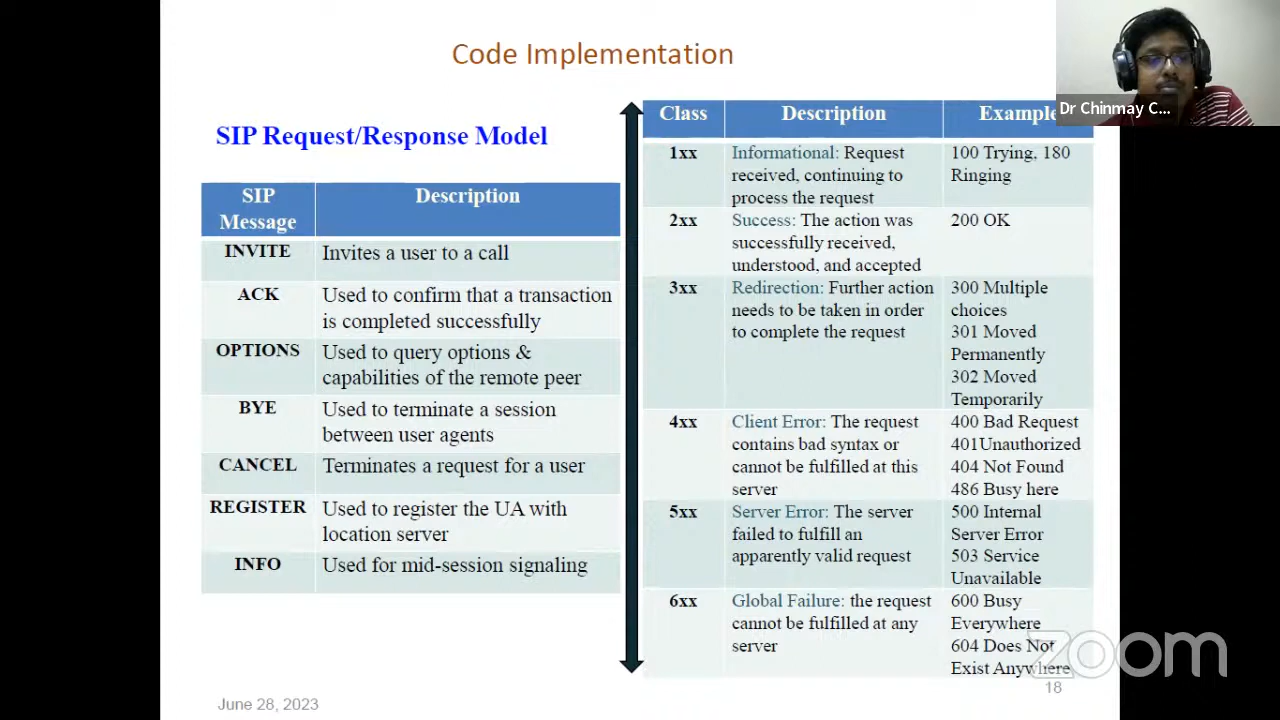 Code Implementation
Dr Chinmay C...
SIP Request/Response Model
SIP Message Description
INVITE Invites a user to a call
ACK Used to confirm that a transaction
is completed successfully
OPTIONS Used to query options &
capabilities of the remote peer
BYE Used to terminate a session
between user agents
CANCEL Terminates a request for a user
REGISTER Used to register the UA with
location server
INFO Used for mid-session signaling
Class Description Example
1xx Informational: Request
received, continuing to
process the request
100 Trying, 180
Ringing
2xx Success: The action was
successfully received,
understood, and accepted
200 OK
3xx Redirection: Further action
needs to be taken in order
to complete the request
300 Multiple
choices
301 Moved
Permanently
302 Moved
Temporarily
4xx Client Error: The request
contains bad syntax or
cannot be fulfilled at this
server
400 Bad Request
401Unauthorized
404 Not Found
486 Busy here
5xx Server Error: The server
failed to fulfill an
apparently valid request
500 Internal
Server Error
503 Service
Unavailable
6xx Global Failure: the request
cannot be fulfilled at any
server
600 Busy
Everywhere
604 Does Not
Exist Anywhere
zoom
June 28, 2023
18